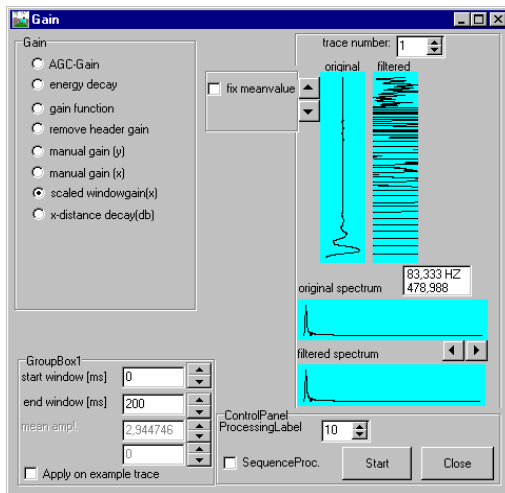 Gain
Gain
AGC-Gain
energy decay
gain function
remove header gain
manual gain (y)
manual gain (x)
scaled windowgain(x)
x-distance decay(db)
fix meanvalue
trace number: 1
original filtered
83,333 HZ
478,988
original spectrum
filtered spectrum
GroupBox1
start window [ms] 0
end window [ms] 200
mean ampl. 2,944746
0
Apply on example trace
ControlPanel
ProcessingLabel 10
SequenceProc. Start Close